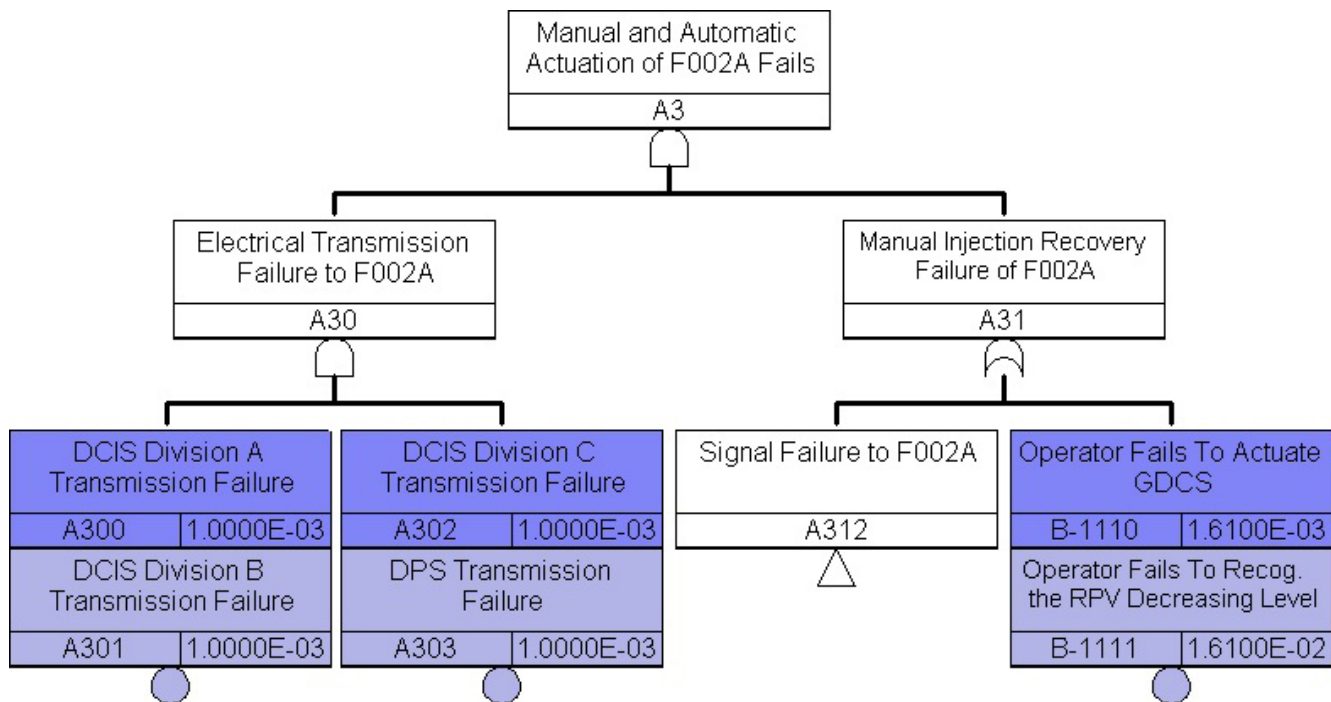 Manual and Automatic
Actuation of F002A Fails
A3
Electrical Transmission
Failure to F002A
A30
Manual Injection Recovery
Failure of F002A
A31
DCIS Division A
Transmission Failure
A300 1.0000E-03
DCIS Division B
Transmission Failure
A301 1.0000E-03
DCIS Division C
Transmission Failure
A302 1.0000E-03
DPS Transmission
Failure
A303 1.0000E-03
Signal Failure to F002A
A312
Operator Fails To Actuate
GDCS
B-1110 1.6100E-03
Operator Fails To Recog.
the RPV Decreasing Level
B-1111 1.6100E-02